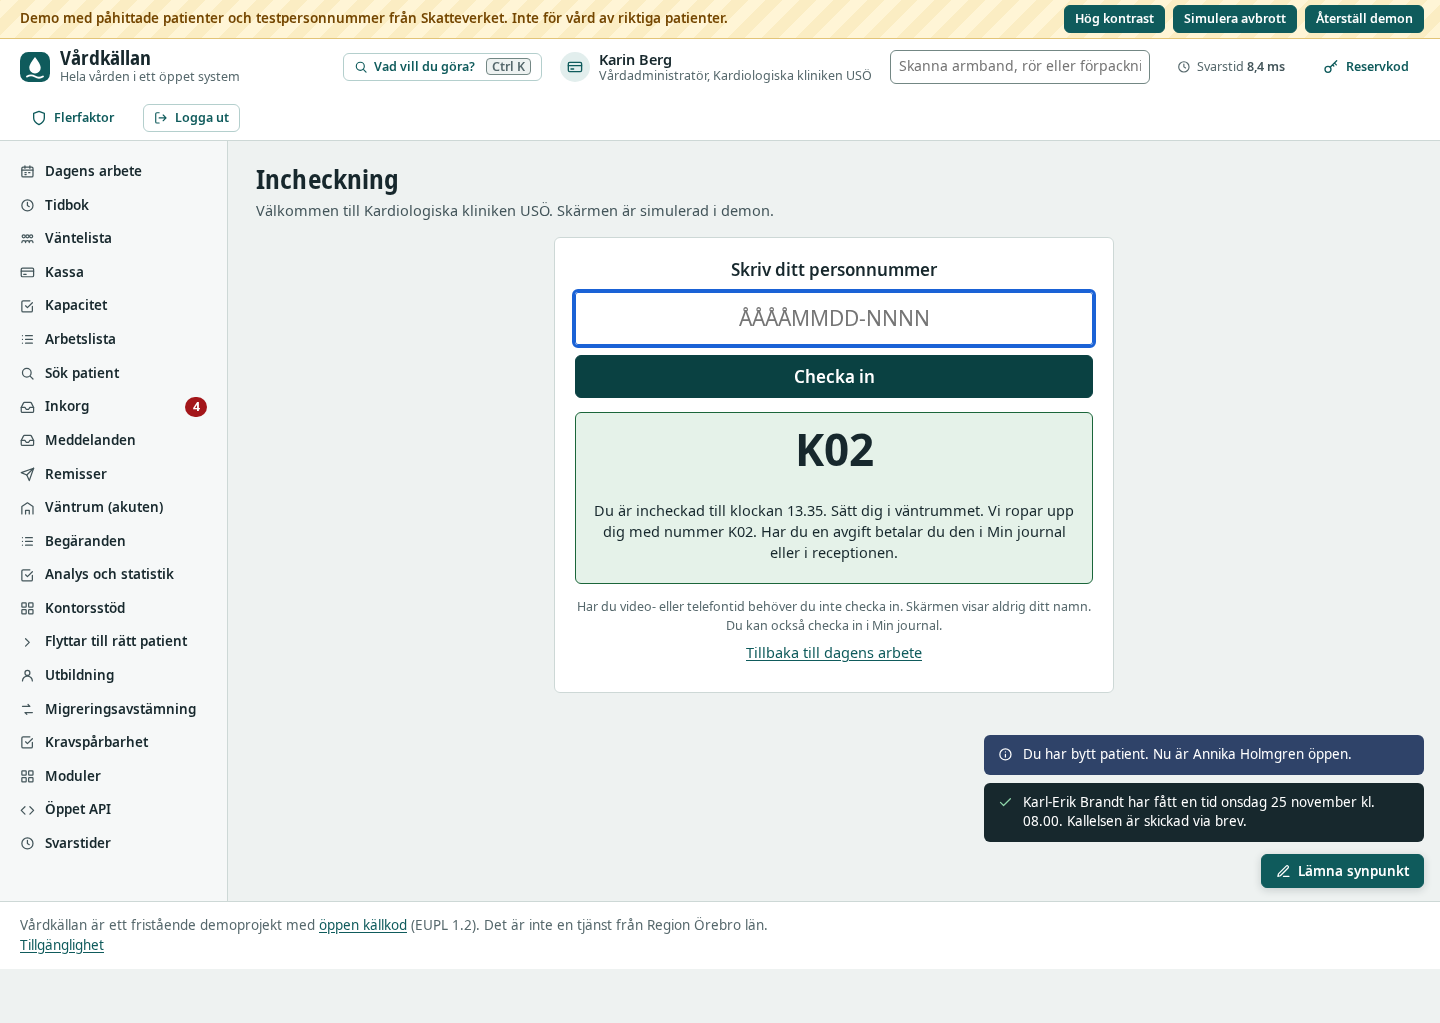 Demo med påhittade patienter och testpersonnummer från Skatteverket. Inte för vård av riktiga patienter.
Hög kontrast
Simulera avbrott
Återställ demon
Vårdkällan
Hela vården i ett öppet system
Vad vill du göra? Ctrl K
Karin Berg
Vårdadministratör, Kardiologiska kliniken USÖ
Skanna armband, rör eller förpackni
Svarstid 8,4 ms
Reservkod
Flerfaktor
Logga ut
Dagens arbete
Tidbok
Väntelista
Kassa
Kapacitet
Arbetslista
Sök patient
Inkorg 4
Meddelanden
Remisser
Väntrum (akuten)
Begäranden
Analys och statistik
Kontorsstöd
Flyttar till rätt patient
Utbildning
Migreringsavstämning
Kravspårbarhet
Moduler
Öppet API
Svarstider
Incheckning
Välkommen till Kardiologiska kliniken USÖ. Skärmen är simulerad i demon.
Skriv ditt personnummer
ÅÅÅÅMMDD-NNNN
Checka in
K02
Du är incheckad till klockan 13.35. Sätt dig i väntrummet. Vi ropar upp
dig med nummer K02. Har du en avgift betalar du den i Min journal
eller i receptionen.
Har du video- eller telefontid behöver du inte checka in. Skärmen visar aldrig ditt namn.
Du kan också checka in i Min journal.
Tillbaka till dagens arbete
Du har bytt patient. Nu är Annika Holmgren öppen.
Karl-Erik Brandt har fått en tid onsdag 25 november kl.
08.00. Kallelsen är skickad via brev.
Lämna synpunkt
Vårdkällan är ett fristående demoprojekt med öppen källkod (EUPL 1.2). Det är inte en tjänst från Region Örebro län.
Tillgänglighet